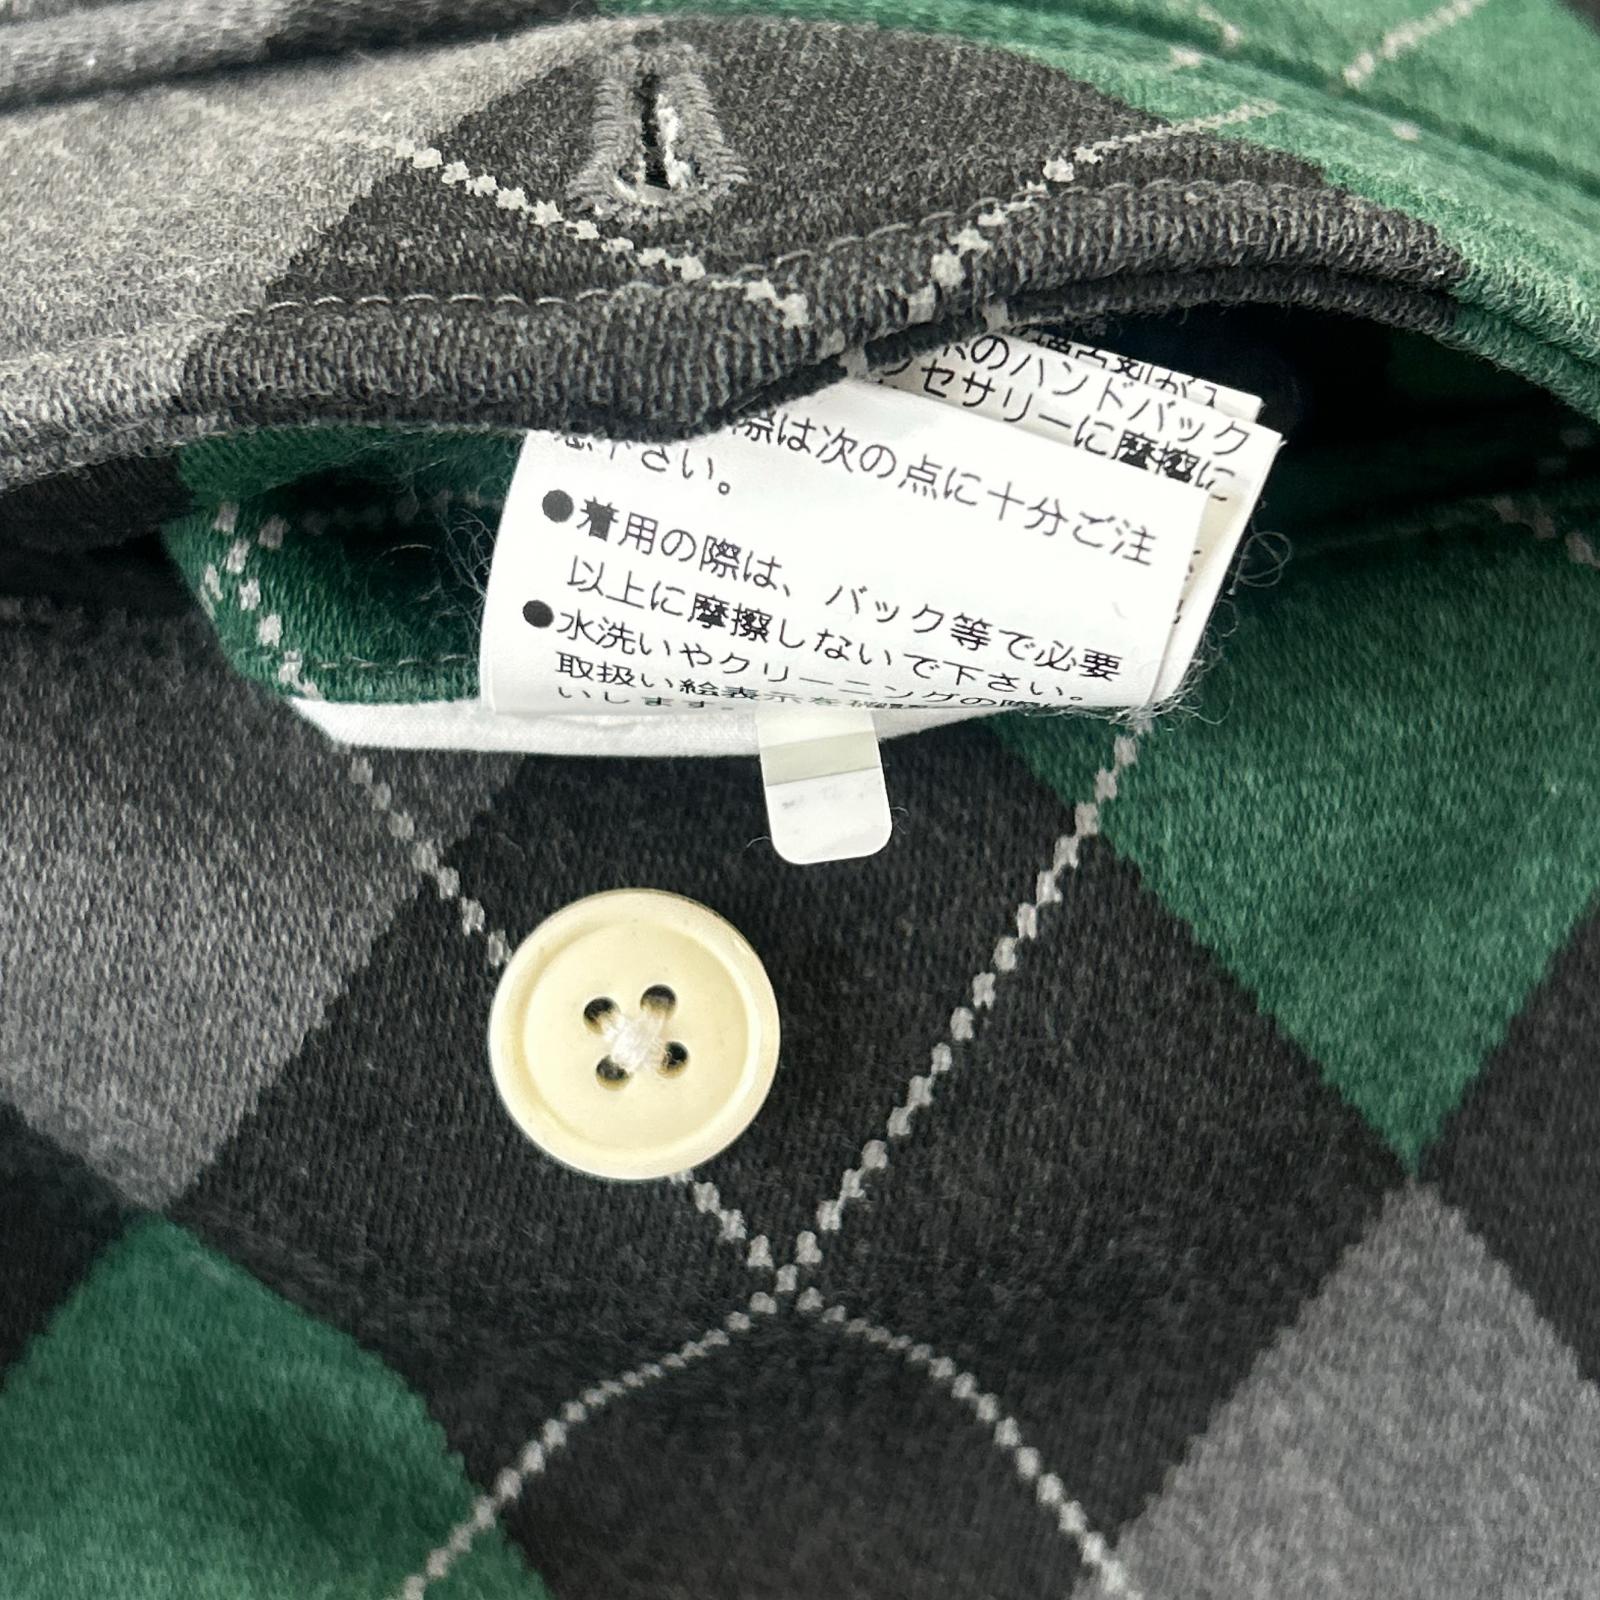 のハンドバック
セサリーに摩擦に
際は次の点に十分ご注
下さい。
●着用の際は、バック等で必要
以上に摩擦しないで下さい。
●水洗いやクリーニングの際は
取扱い絵表示を確認
いします。